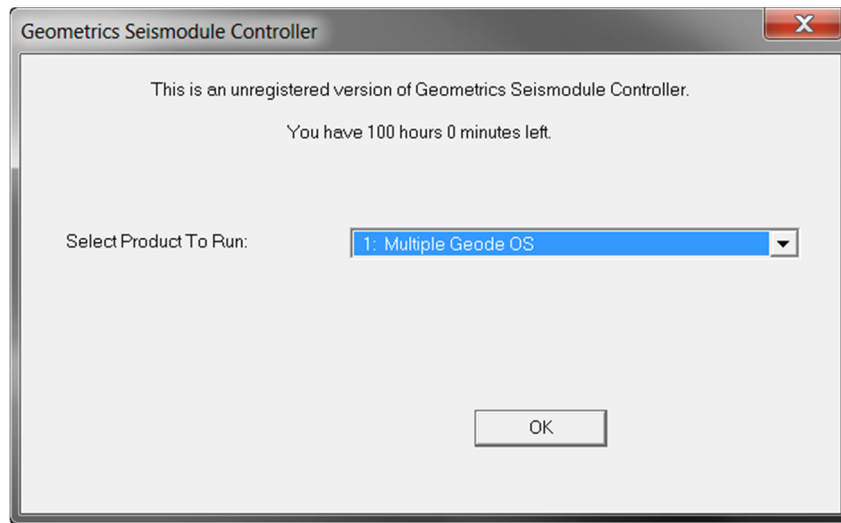 Geometrics Seismodule Controller
This is an unregistered version of Geometrics Seismodule Controller.
You have 100 hours 0 minutes left.
Select Product To Run:
1: Multiple Geode OS
OK